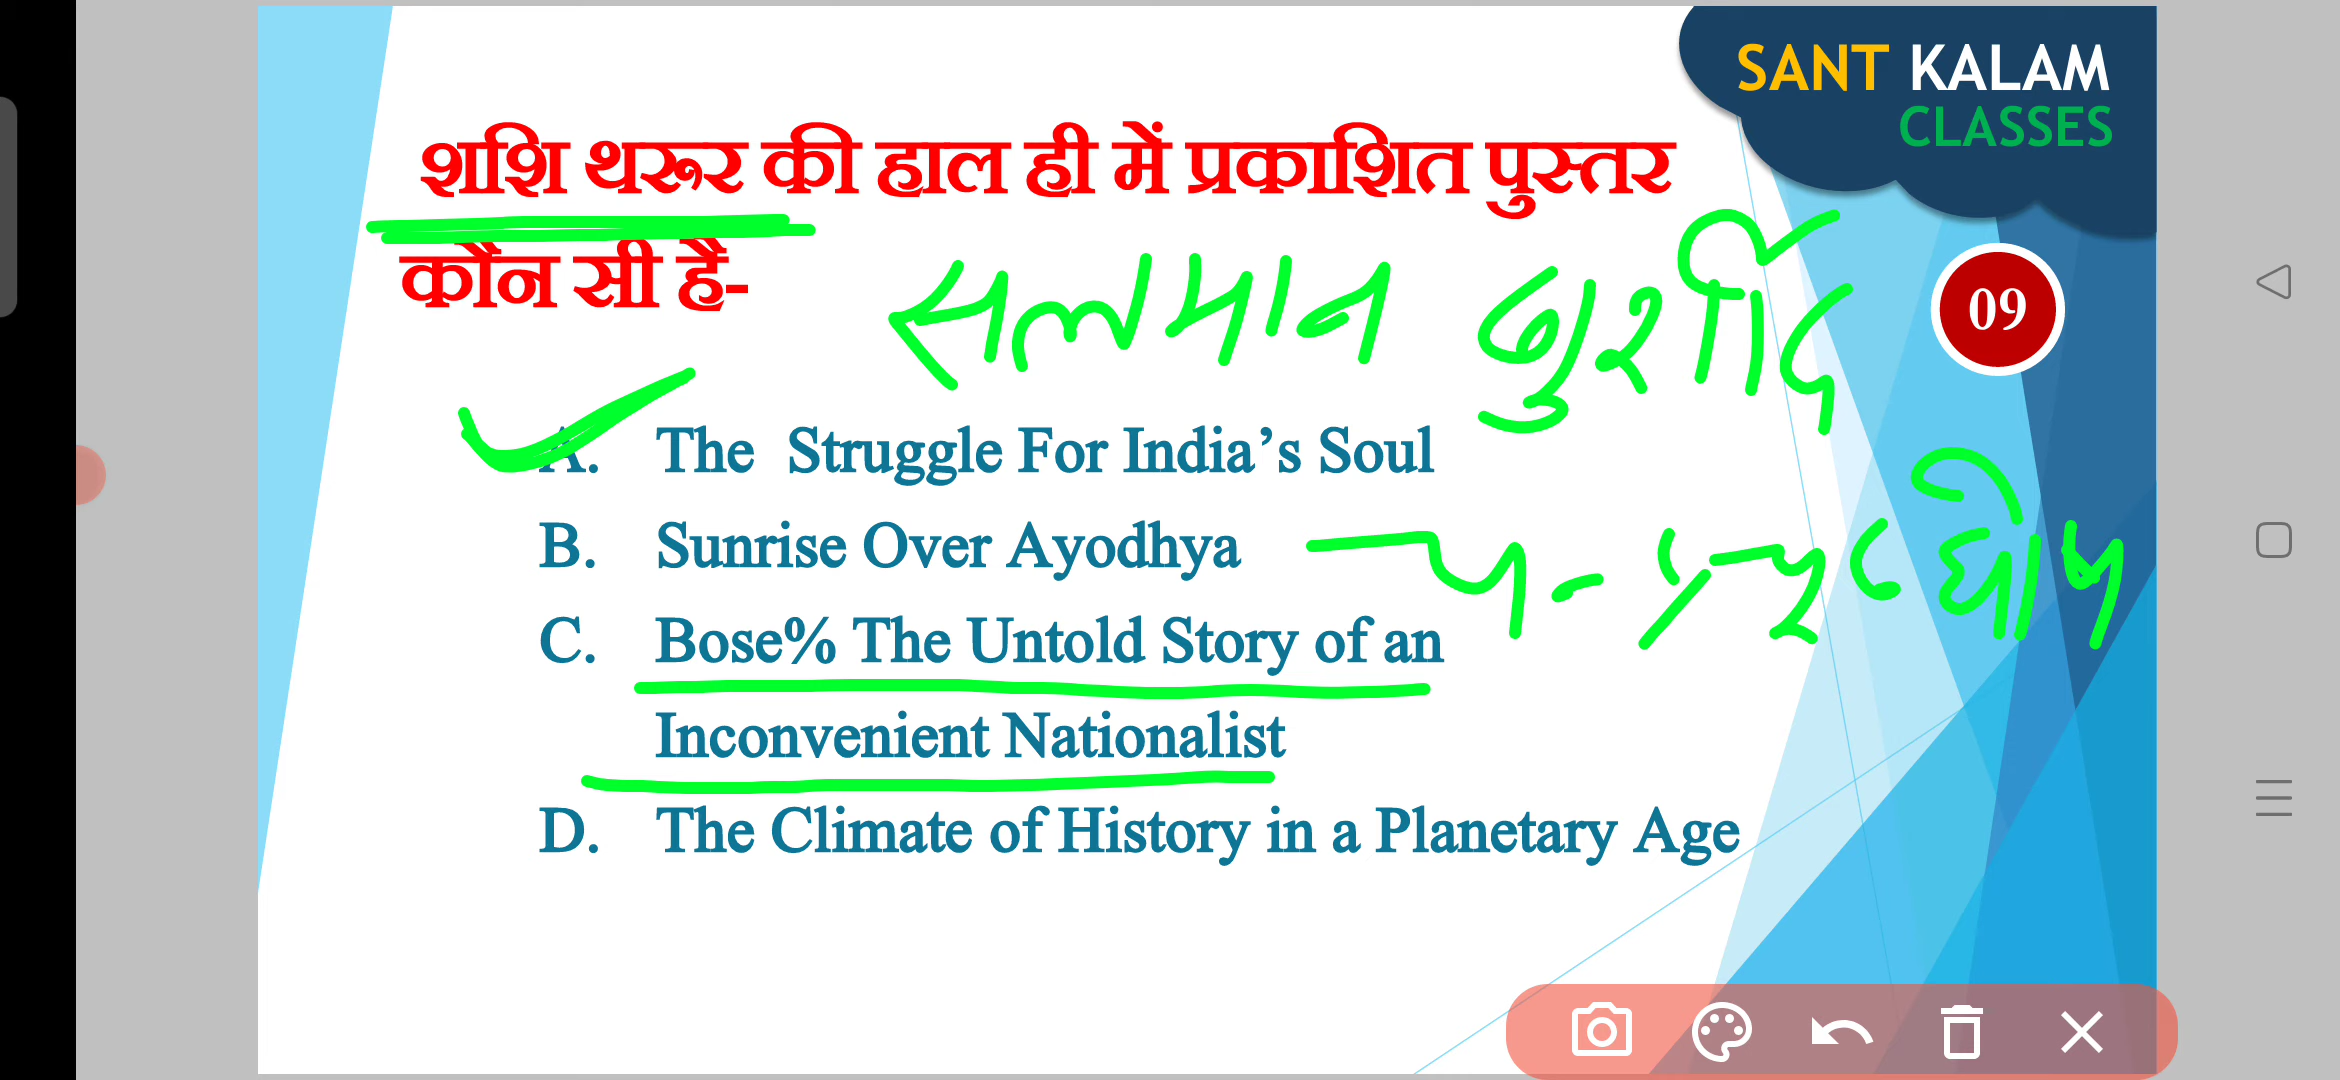 SANT KALAM
CLASSES
शशि थरूर की हाल ही में प्रकाशित पुस्तर
कौन सी है-
09
सलमान खुर्शीद
A. The Struggle For India’s Soul
B. Sunrise Over Ayodhya
C. Bose% The Untold Story of an
Inconvenient Nationalist
D. The Climate of History in a Planetary Age